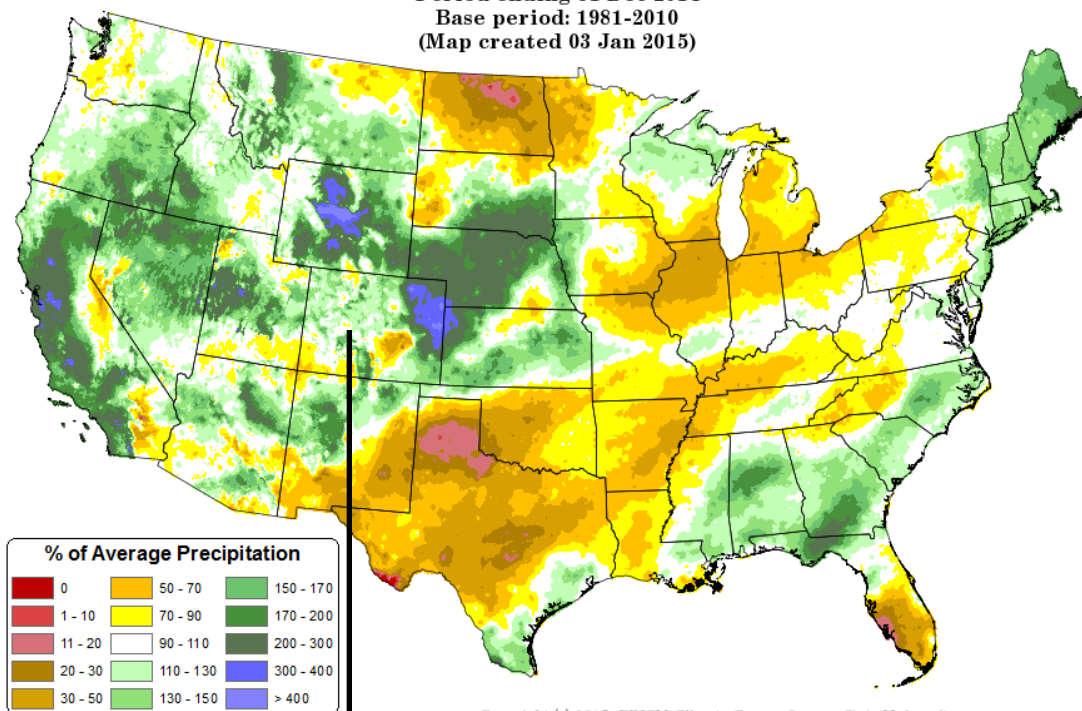 Base period: 1981-2010
(Map created 03 Jan 2015)
% of Average Precipitation
0
1 - 10
11 - 20
20 - 30
30 - 50
50 - 70
70 - 90
90 - 110
110 - 130
130 - 150
150 - 170
170 - 200
200 - 300
300 - 400
> 400